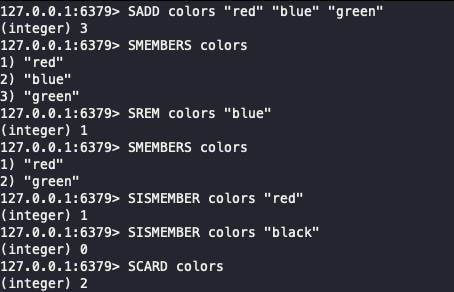 127.0.0.1:6379> SADD colors "red" "blue" "green"
(integer) 3
127.0.0.1:6379> SMEMBERS colors
1) "red"
2) "blue"
3) "green"
127.0.0.1:6379> SREM colors "blue"
(integer) 1
127.0.0.1:6379> SMEMBERS colors
1) "red"
2) "green"
127.0.0.1:6379> SISMEMBER colors "red"
(integer) 1
127.0.0.1:6379> SISMEMBER colors "black"
(integer) 0
127.0.0.1:6379> SCARD colors
(integer) 2